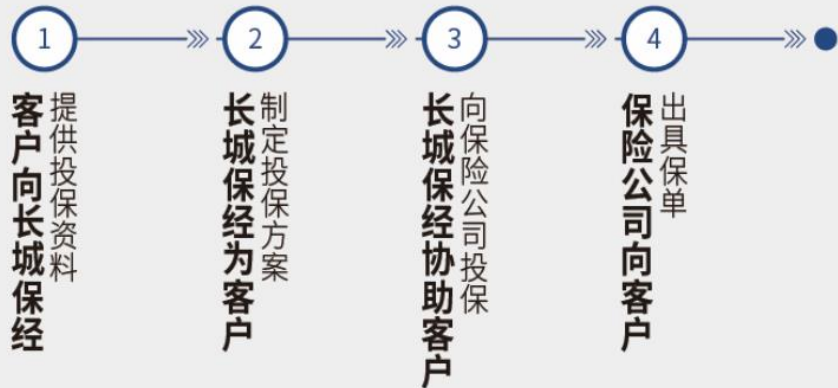 1
客户向长城保经
提供投保资料
2
长城保经为客户
制定投保方案
3
长城保经协助客户
向保险公司投保
4
保险公司向客户
出具保单